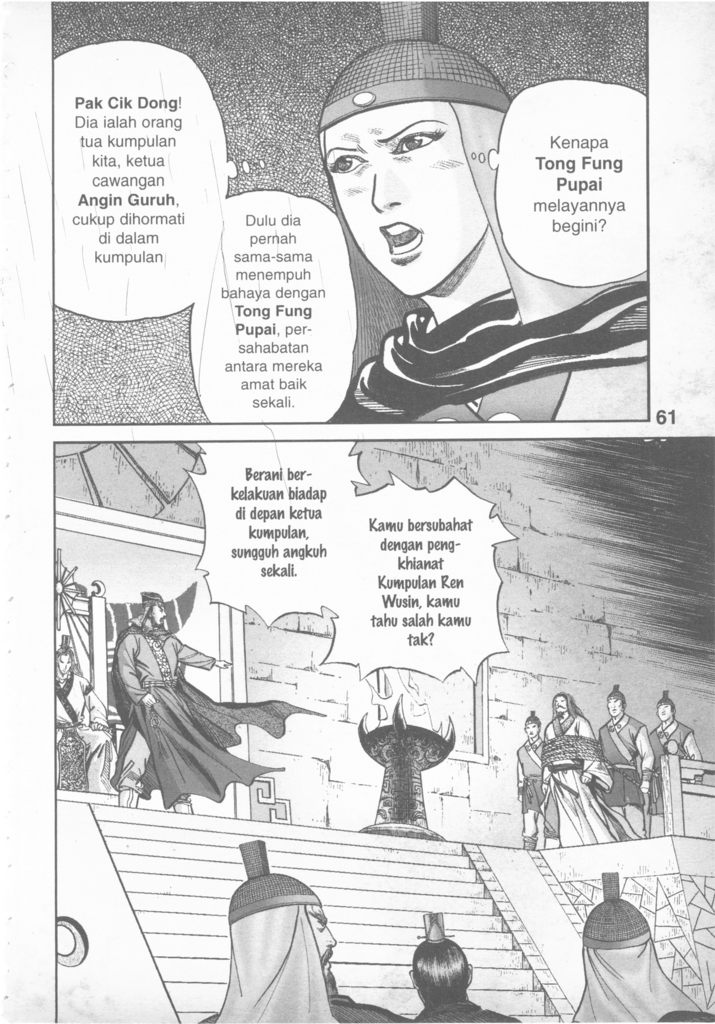 Pak Cik Dong!
Dia ialah orang
tua kumpulan
kita, ketua
cawangan
Angin Guruh,
cukup dihormati
di dalam
kumpulan
Dulu dia
pernah
sama-sama
menempuh
bahaya dengan
Tong Fung
Pupai, per-
sahabatan
antara mereka
amat baik
sekali.
Kenapa
Tong Fung
Pupai
melayannya
begini?
61
Berani ber-
kelakuan biadap
di depan ketua
kumpulan,
sungguh angkuh
sekali.
Kamu bersubahat
dengan peng-
khianat
Kumpulan Ren
Wusin, kamu
tahu salah kamu
tak?